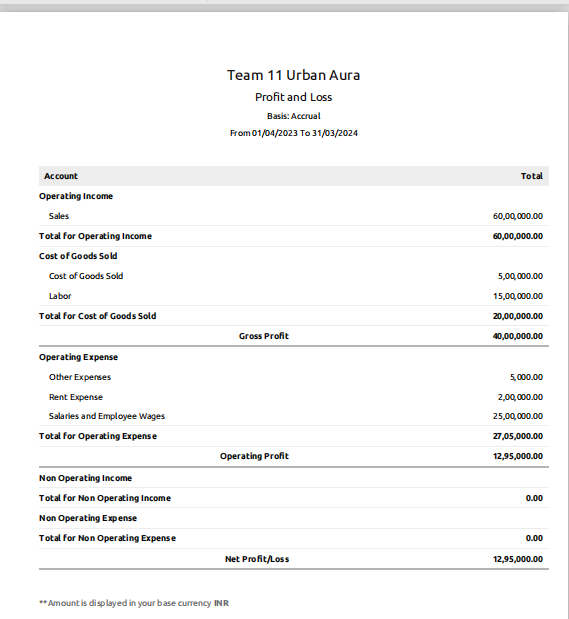 Team 11 Urban Aura
Profit and Loss
Basis: Accrual
From 01/04/2023 To 31/03/2024
Account Total
Operating Income
Sales 60,00,000.00
Total for Operating Income 60,00,000.00
Cost of Goods Sold
Cost of Goods Sold 5,00,000.00
Labor 15,00,000.00
Total for Cost of Goods Sold 20,00,000.00
Gross Profit 40,00,000.00
Operating Expense
Other Expenses 5,000.00
Rent Expense 2,00,000.00
Salaries and Employee Wages 25,00,000.00
Total for Operating Expense 27,05,000.00
Operating Profit 12,95,000.00
Non Operating Income
Total for Non Operating Income 0.00
Non Operating Expense
Total for Non Operating Expense 0.00
Net Profit/Loss 12,95,000.00
**Amount is displayed in your base currency INR